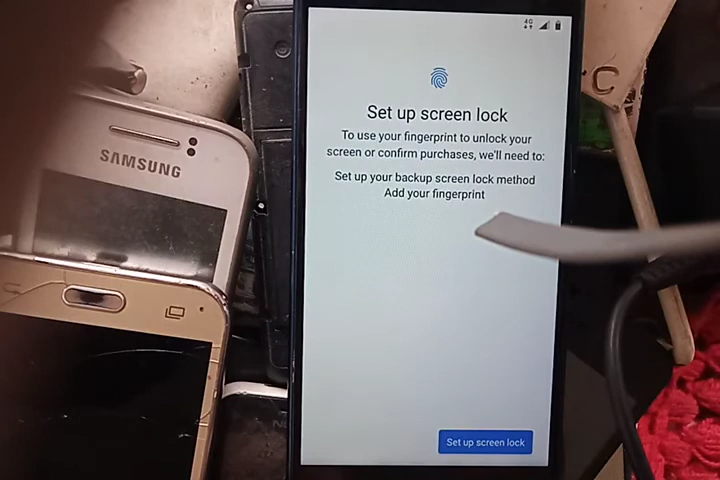 4G
Set up screen lock
To use your fingerprint to unlock your
screen or confirm purchases, we'll need to:
Set up your backup screen lock method
Add your fingerprint
Set up screen lock
SAMSUNG
C